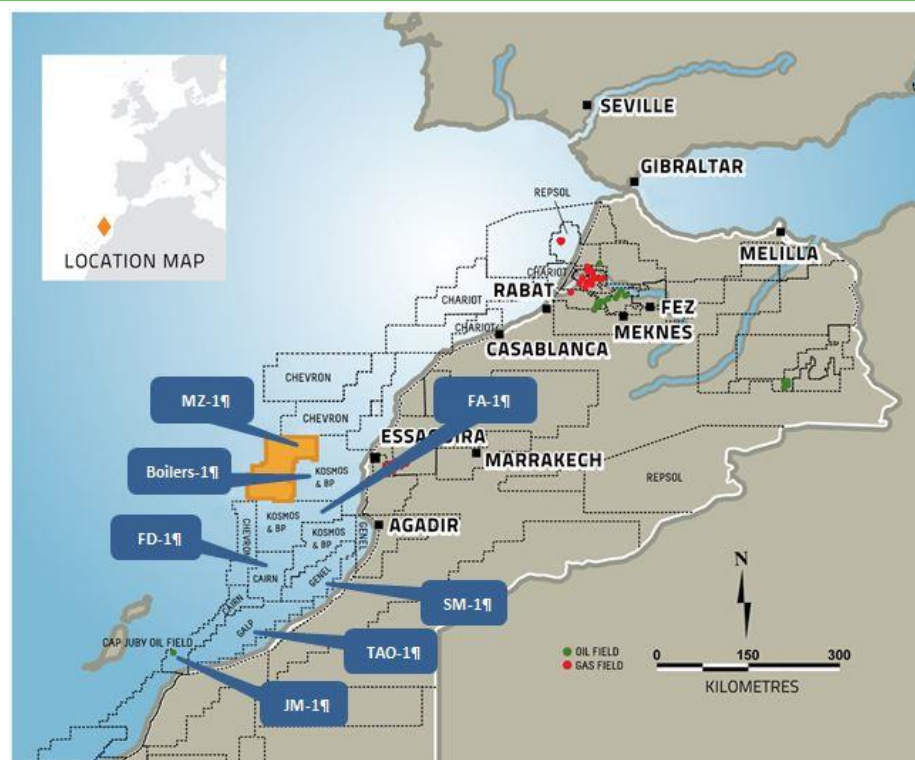 SEVILLE
GIBRALTAR
REPSOL
LOCATION MAP
MELILLA
CHARIOT
RABAT
CHARIOT
FEZ
MEKNES
CHARIOT
CASABLANCA
CHEVRON
MZ-1¶
FA-1¶
CHEVRON
ESSAOUIRA
MARRAKECH
Boilers-1¶
KOSMOS
& BP
REPSOL
KOSMOS
& BP
AGADIR
CHEVRON
KOSMOS
& BP
GENEL
FD-1¶
CAIRN
GENEL
N
SM-1¶
CAIRN
GALP
CAP JUBY OIL FIELD
TAO-1¶
OIL FIELD
GAS FIELD
0 150 300
KILOMETRES
JM-1¶